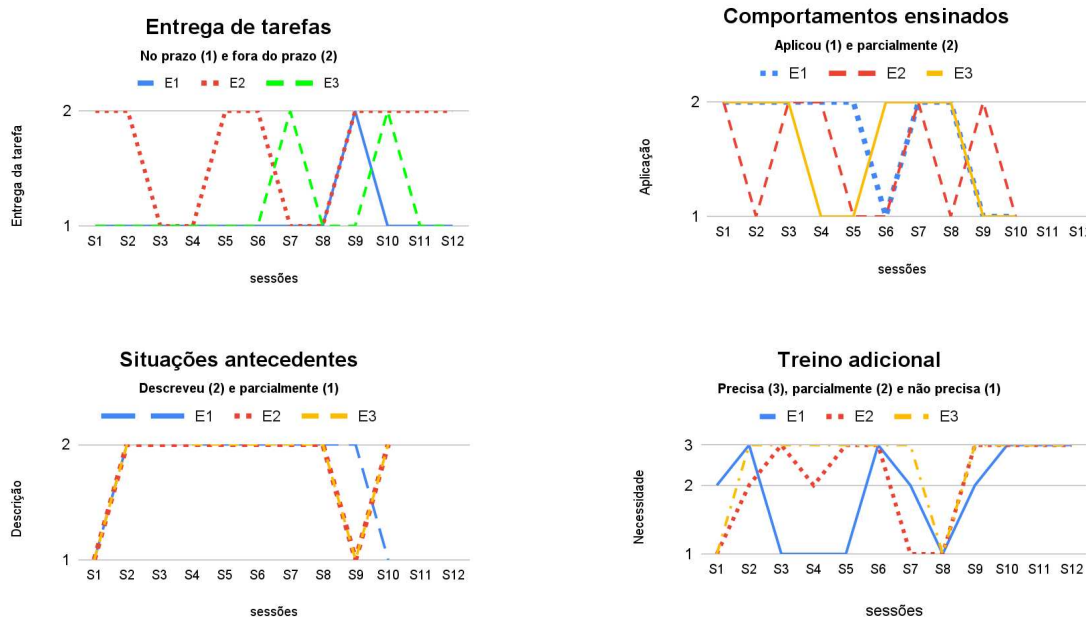 Entrega de tarefas
No prazo (1) e fora do prazo (2)
E1 E2 E3
2
1
Entrega da tarefa
S1 S2 S3 S4 S5 S6 S7 S8 S9 S10 S11 S12
sessões
Comportamentos ensinados
Aplicou (1) e parcialmente (2)
E1 E2 E3
2
1
Aplicação
S1 S2 S3 S4 S5 S6 S7 S8 S9 S10 S11
sessões
Situações antecedentes
Descreveu (2) e parcialmente (1)
E1 E2 E3
2
1
Descrição
S1 S2 S3 S4 S5 S6 S7 S8 S9 S10 S11 S12
sessões
Treino adicional
Precisa (3), parcialmente (2) e não precisa (1)
E1 E2 E3
3
2
1
Necessidade
S1 S2 S3 S4 S5 S6 S7 S8 S9 S10 S11 S12
sessões